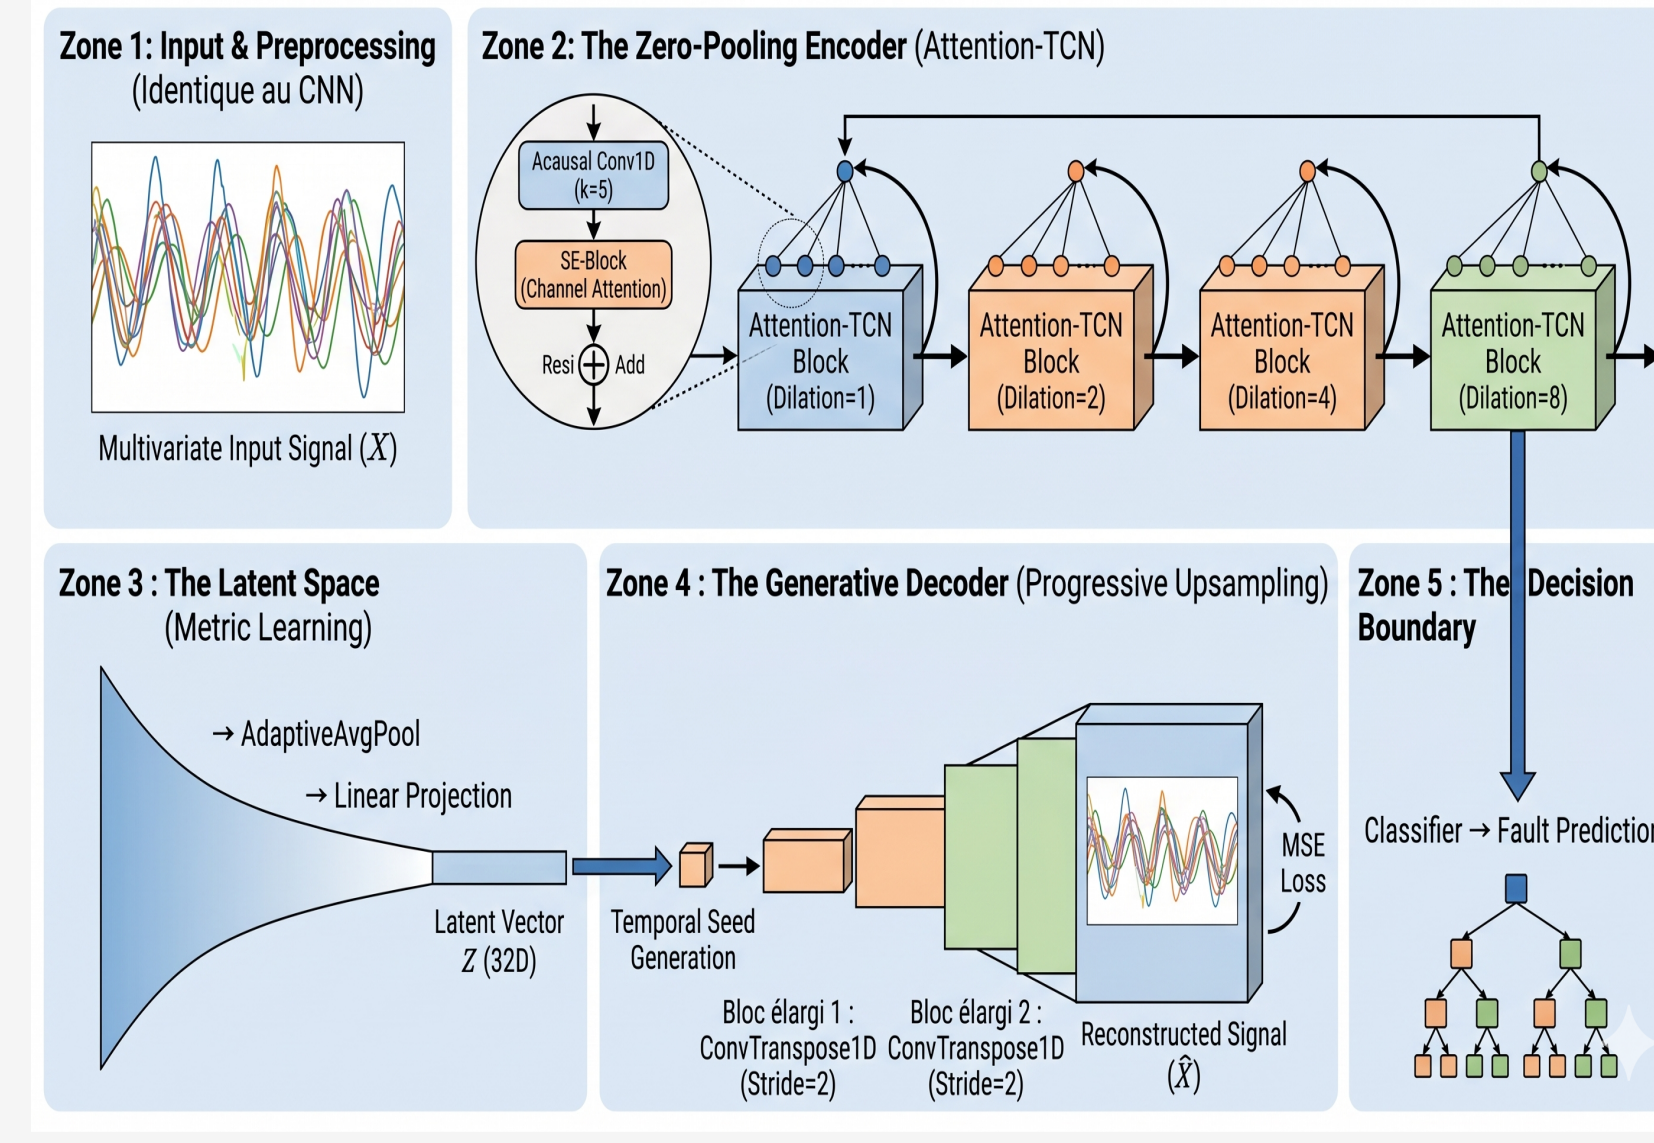 Zone 1: Input & Preprocessing
(Identique au CNN)
Multivariate Input Signal (X)
Zone 2: The Zero-Pooling Encoder (Attention-TCN)
Acausal Conv1D
(k=5)
SE-Block
(Channel Attention)
Resi + Add
Attention-TCN
Block
(Dilation=1)
Attention-TCN
Block
(Dilation=2)
Attention-TCN
Block
(Dilation=4)
Attention-TCN
Block
(Dilation=8)
Zone 3 : The Latent Space
(Metric Learning)
→ AdaptiveAvgPool
→ Linear Projection
Latent Vector
Z (32D)
Zone 4 : The Generative Decoder (Progressive Upsampling)
Temporal Seed
Generation
Bloc élargi 1 :
ConvTranspose1D
(Stride=2)
Bloc élargi 2 :
ConvTranspose1D
(Stride=2)
Reconstructed Signal
(X̂)
MSE
Loss
Zone 5 : The Decision
Boundary
Classifier → Fault Prediction